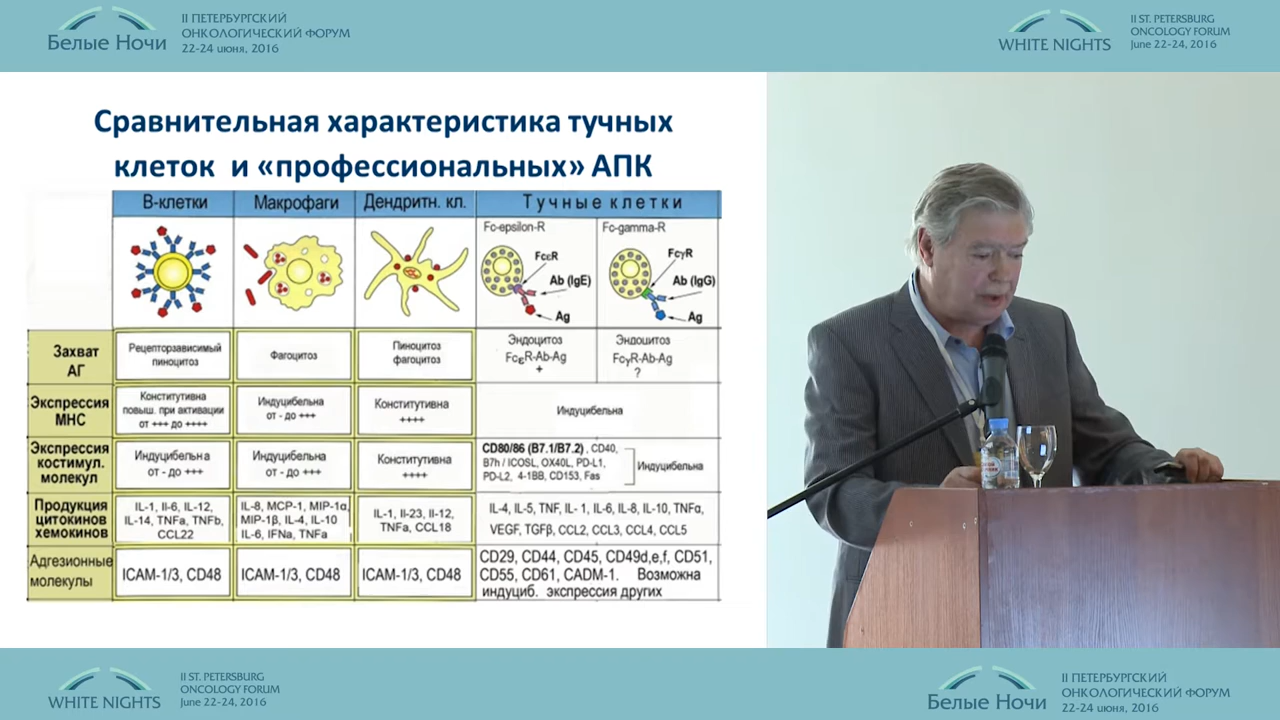 Белые Ночи
II ПЕТЕРБУРГСКИЙ
ОНКОЛОГИЧЕСКИЙ ФОРУМ
22-24 июня, 2016
WHITE NIGHTS
II ST. PETERSBURG
ONCOLOGY FORUM
June 22-24, 2016
Сравнительная характеристика тучных
клеток и «профессиональных» АПК
В-клетки
Макрофаги
Дендритн. кл.
Тучные клетки
Fc-epsilon-R
FcεR
Ab (IgE)
Ag
Fc-gamma-R
FcγR
Ab (IgG)
Ag
Захват
АГ
Рецепторзависимый
пиноцитоз
Фагоцитоз
Пиноцитоз
фагоцитоз
Эндоцитоз
FcεR-Ab-Ag
+
Эндоцитоз
FcγR-Ab-Ag
?
Экспрессия
МНС
Конститутивна
повыш. при активации
от +++ до ++++
Индуцибельна
от - до +++
Конститутивна
++++
Индуцибельна
Экспрессия
костимул.
молекул
Индуцибельна
от - до +++
Индуцибельна
от - до +++
Конститутивна
++++
CD80/86 (B7.1/B7.2) , CD40,
B7h / ICOSL, OX40L, PD-L1,
PD-L2, 4-1BB, CD153, Fas
Индуцибельна
Продукция
цитокинов
хемокинов
IL-1, Il-6, IL-12,
IL-14, TNFa, TNFb,
CCL22
IL-8, MCP-1, MIP-1α,
MIP-1β, IL-4, IL-10
IL-6, IFNa, TNFa
IL-1, Il-23, Il-12,
TNFa, CCL18
IL-4, IL-5, TNF, IL- 1, IL-6, IL-8, IL-10, TNFα,
VEGF, TGFβ, CCL2, CCL3, CCL4, CCL5
Адгезионные
молекулы
ICAM-1/3, CD48
ICAM-1/3, CD48
ICAM-1/3, CD48
CD29, CD44, CD45, CD49d,e,f, CD51,
CD55, CD61, CADM-1. Возможна
индуциб. экспрессия других
WHITE NIGHTS
II ST. PETERSBURG
ONCOLOGY FORUM
June 22-24, 2016
Белые Ночи
II ПЕТЕРБУРГСКИЙ
ОНКОЛОГИЧЕСКИЙ ФОРУМ
22-24 июня, 2016